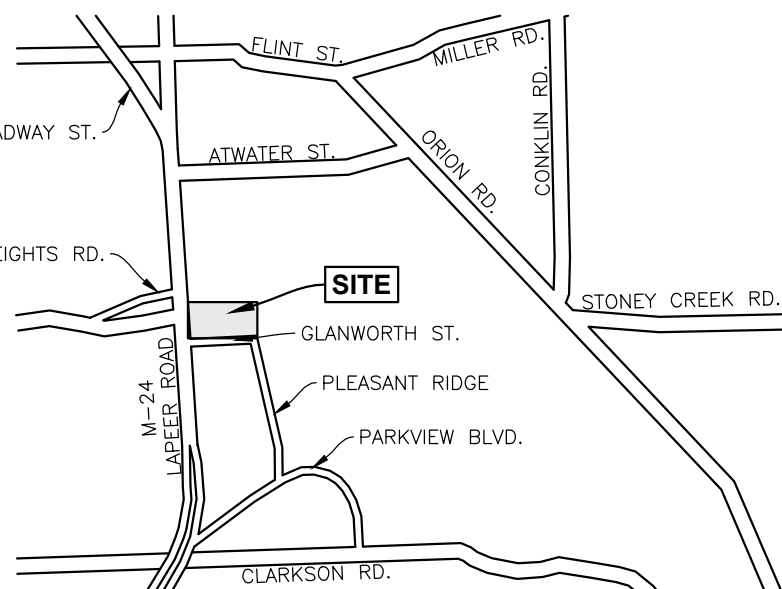 FLINT ST.
MILLER RD.
ADWAY ST.
ATWATER ST.
ORION RD.
CONKLIN RD.
EIGHTS RD.
SITE
STONEY CREEK RD.
GLANWORTH ST.
M-24
LAPEER ROAD
PLEASANT RIDGE
PARKVIEW BLVD.
CLARKSON RD.